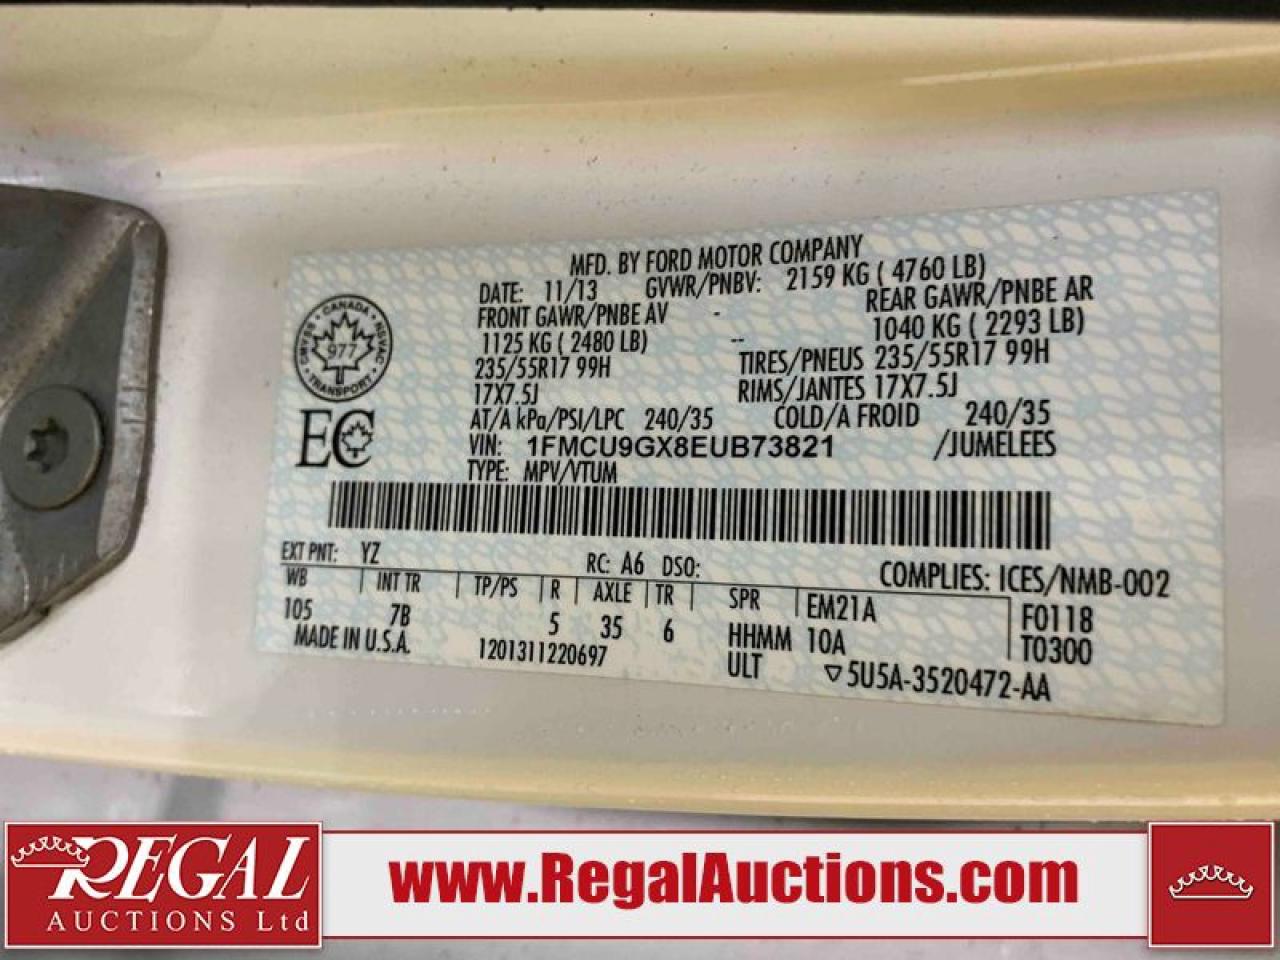 MFD. BY FORD MOTOR COMPANY
DATE: 11/13 GVWR/PNBV: 2159 KG ( 4760 LB)
FRONT GAWR/PNBE AV - REAR GAWR/PNBE AR
1125 KG ( 2480 LB) -- 1040 KG ( 2293 LB)
235/55R17 99H TIRES/PNEUS 235/55R17 99H
17X7.5J RIMS/JANTES 17X7.5J
AT/A kPa/PSI/LPC 240/35 COLD/A FROID 240/35
VIN: 1FMCU9GX8EUB73821 /JUMELEES
TYPE: MPV/VTUM
CANADA
TRANSPORT
977
EC
EXT PNT: YZ RC: A6 DSO: COMPLIES: ICES/NMB-002
WB INT TR TP/PS R AXLE TR SPR EM21A F0118
105 7B 5 35 6 HHMM 10A T0300
MADE IN U.S.A. 1201311220697 ULT ▽5U5A-3520472-AA
REGAL
AUCTIONS Ltd
www.RegalAuctions.com